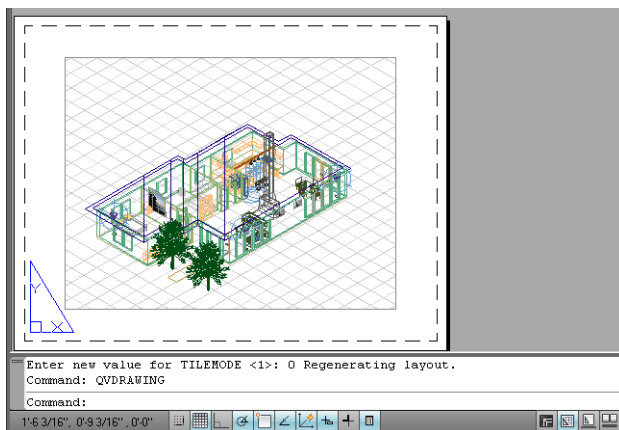 Y
X
Enter new value for TILEMODE <1>: 0 Regenerating layout.
Command: QVDRAWING
Command:
1'-6 3/16", 0'-9 3/16" , 0'-0"